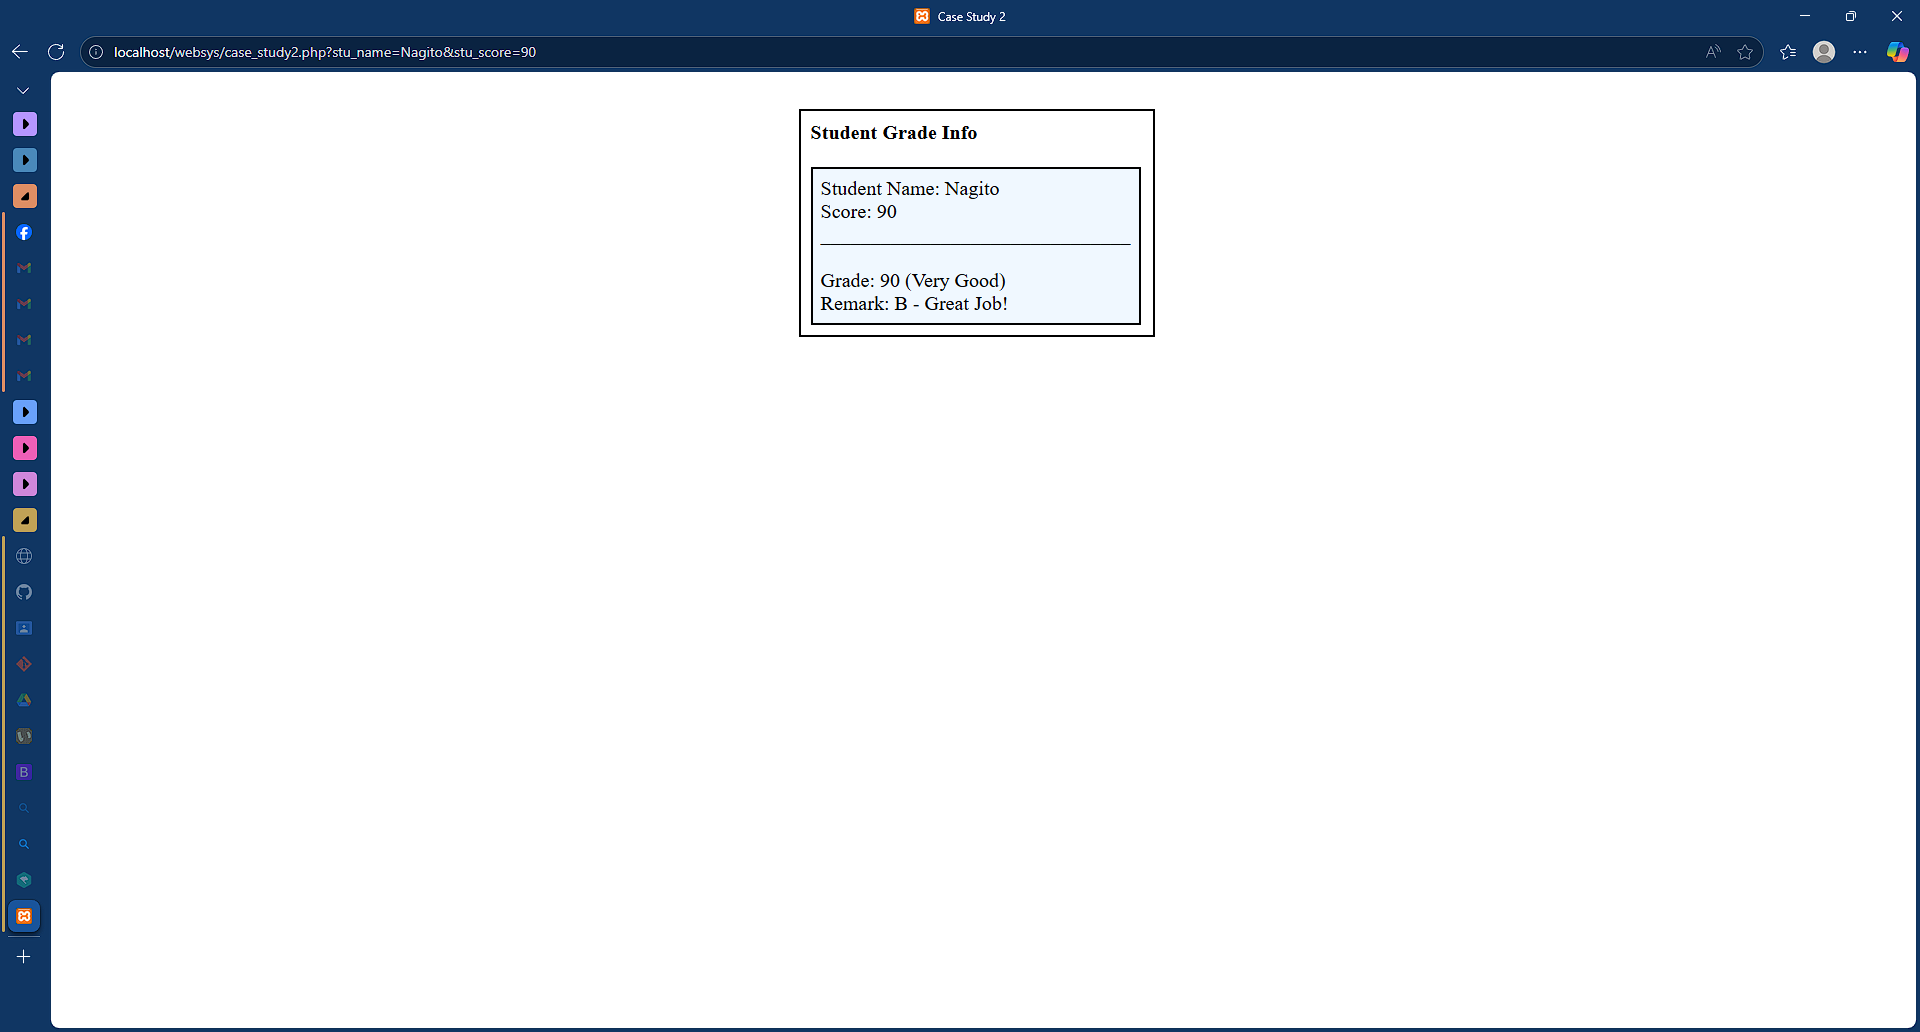 Case Study 2
localhost/websys/case_study2.php?stu_name=Nagito&stu_score=90
Student Grade Info
Student Name: Nagito
Score: 90
Grade: 90 (Very Good)
Remark: B - Great Job!
B